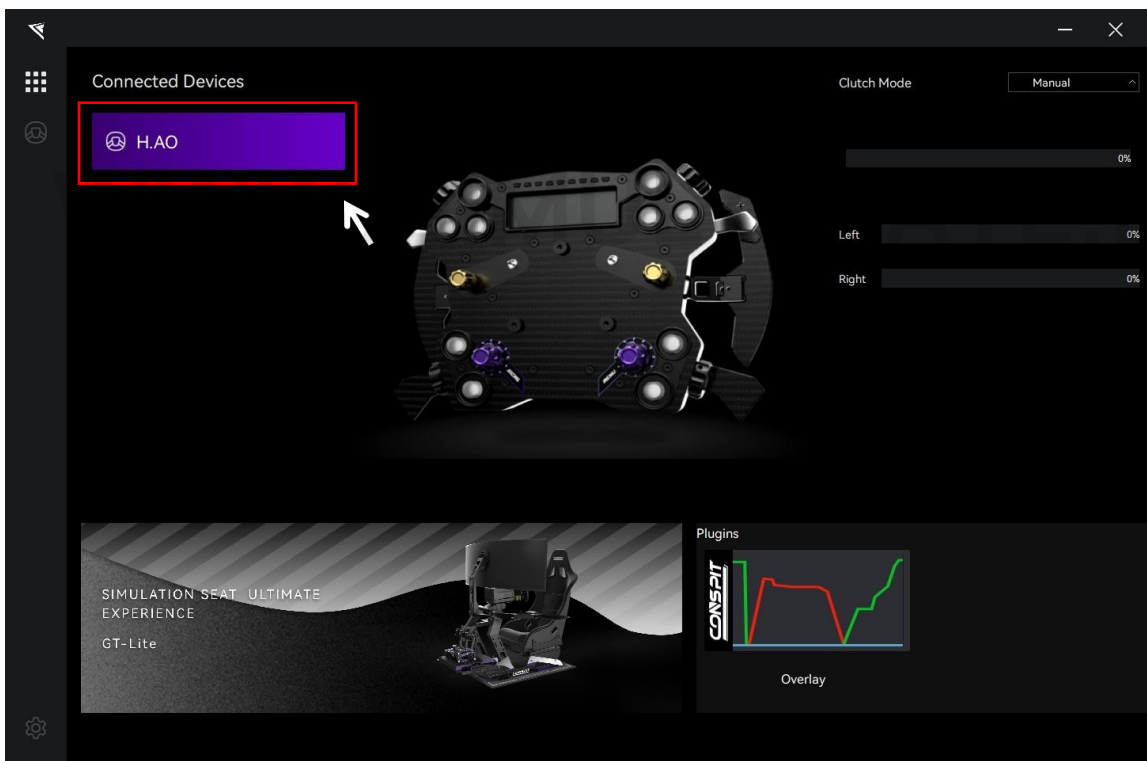 Connected Devices
H.AO
Clutch Mode
Manual
0%
Left
0%
Right
0%
SIMULATION SEAT ULTIMATE
EXPERIENCE
GT-Lite
Plugins
CONSPIT
Overlay